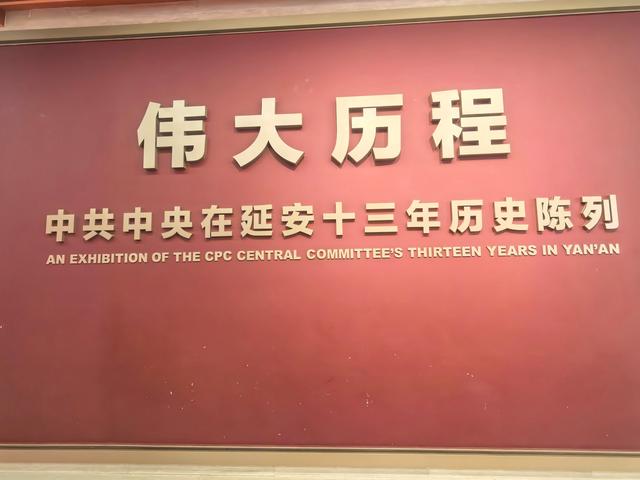 伟大历程
中共中央在延安十三年历史陈列
AN EXHIBITION OF THE CPC CENTRAL COMMITTEE'S THIRTEEN YEARS IN YAN'AN